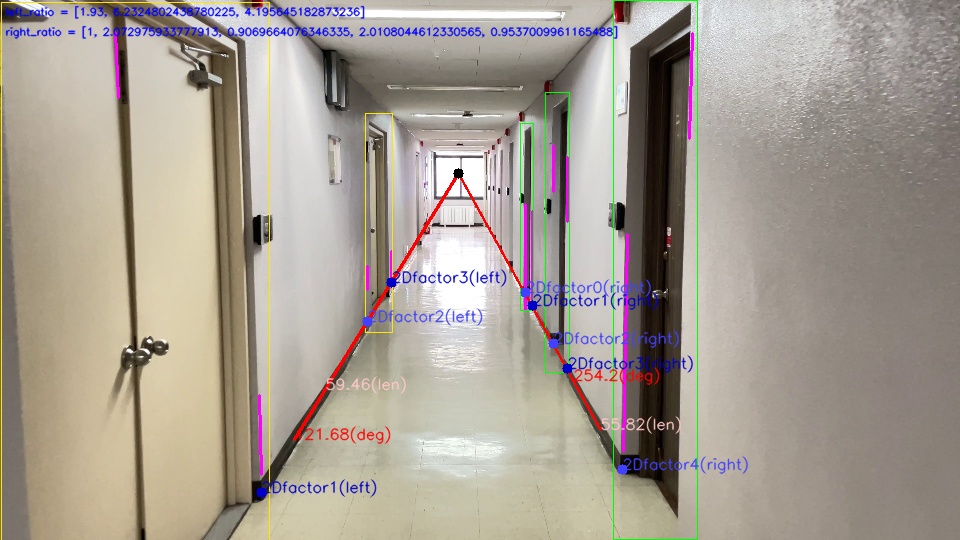 left_ratio = [1.93, 6.2324802438780225, 4.195645182873236]
right_ratio = [1, 2.072975933777913, 0.9069664076346335, 2.0108044612330565, 0.9537009961165488]
2Dfactor3(left)
2Dfactor0(right)
2Dfactor1(right)
2Dfactor2(left)
2Dfactor2(right)
2Dfactor3(right)
254.2(deg)
59.46(len)
55.82(len)
21.68(deg)
2Dfactor4(right)
2Dfactor1(left)